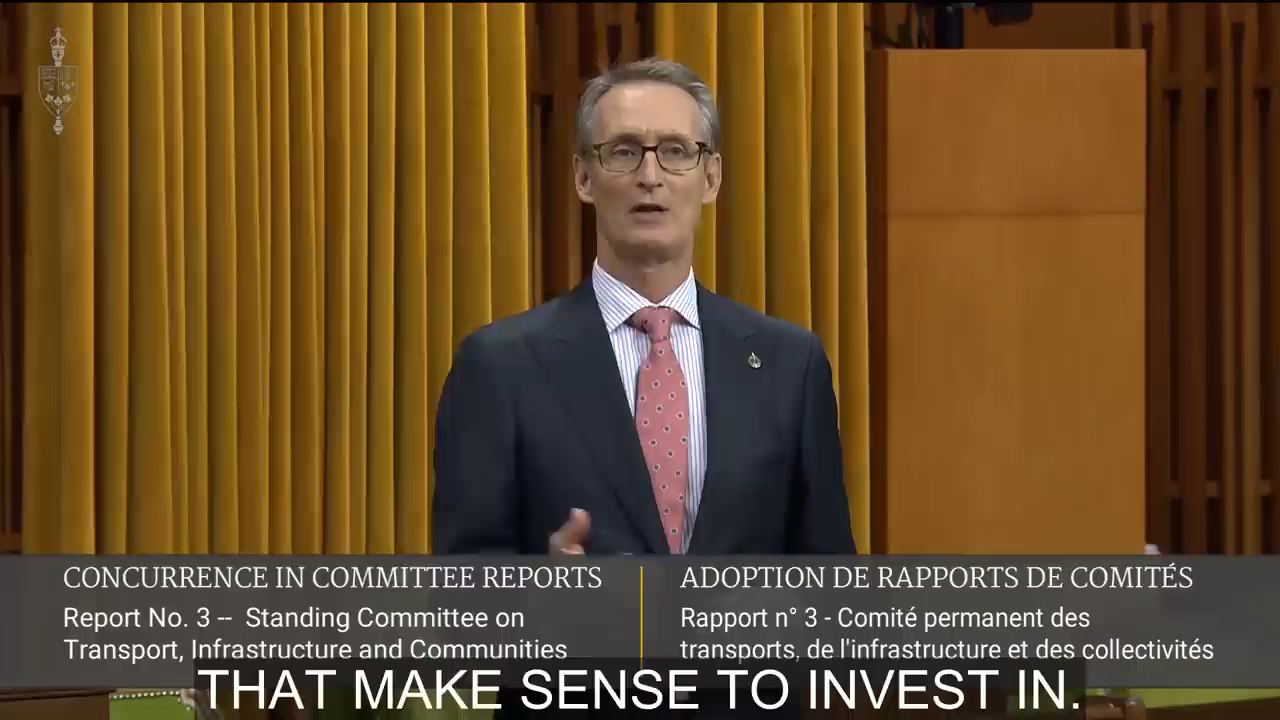 CONCURRENCE IN COMMITTEE REPORTS
Report No. 3 -- Standing Committee on
Transport, Infrastructure and Communities
ADOPTION DE RAPPORTS DE COMITÉS
Rapport n° 3 - Comité permanent des
transports, de l'infrastructure et des collectivités
THAT MAKE SENSE TO INVEST IN.